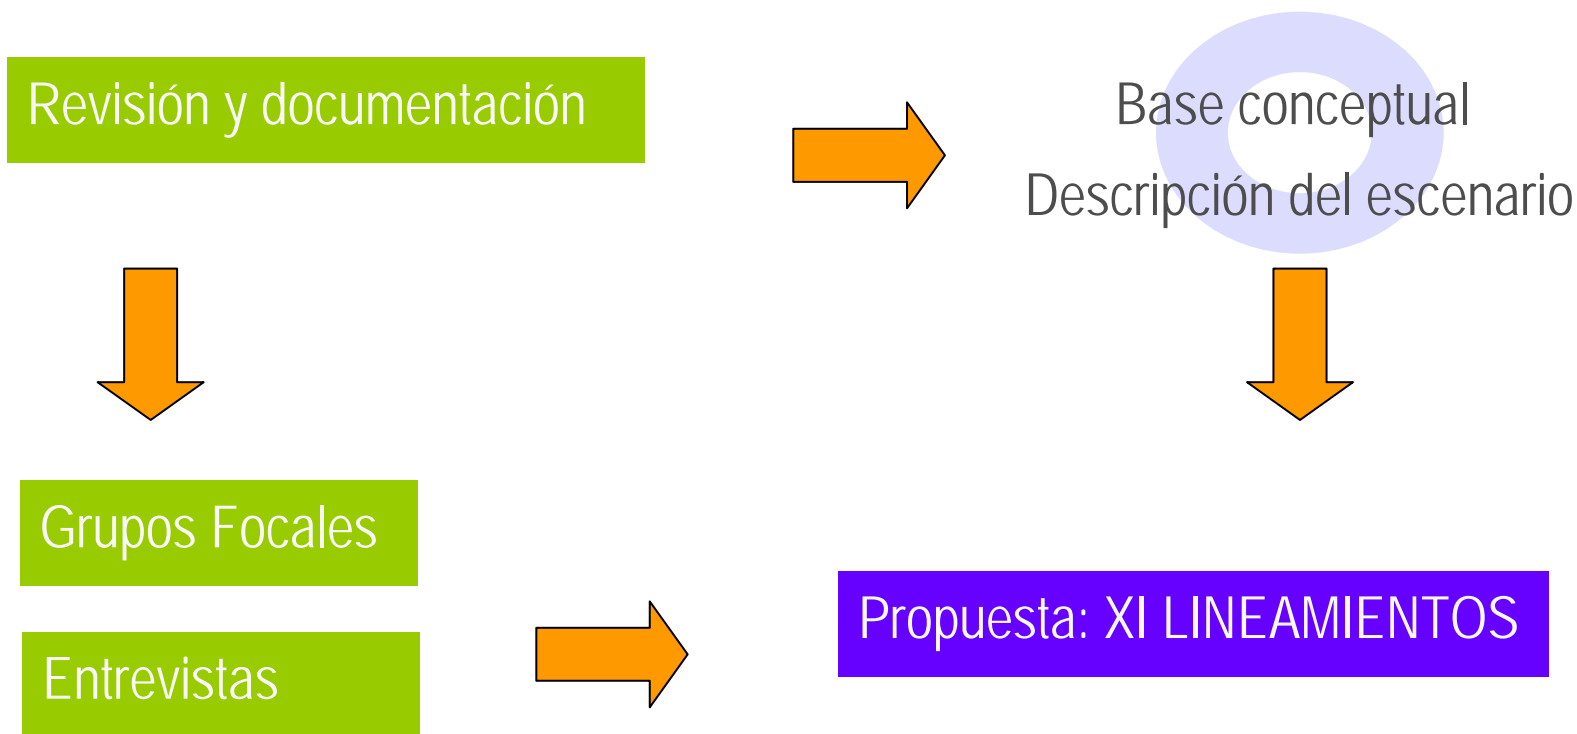 Revisión y documentación
Base conceptual
Descripción del escenario
Grupos Focales
Entrevistas
Propuesta: XI LINEAMIENTOS